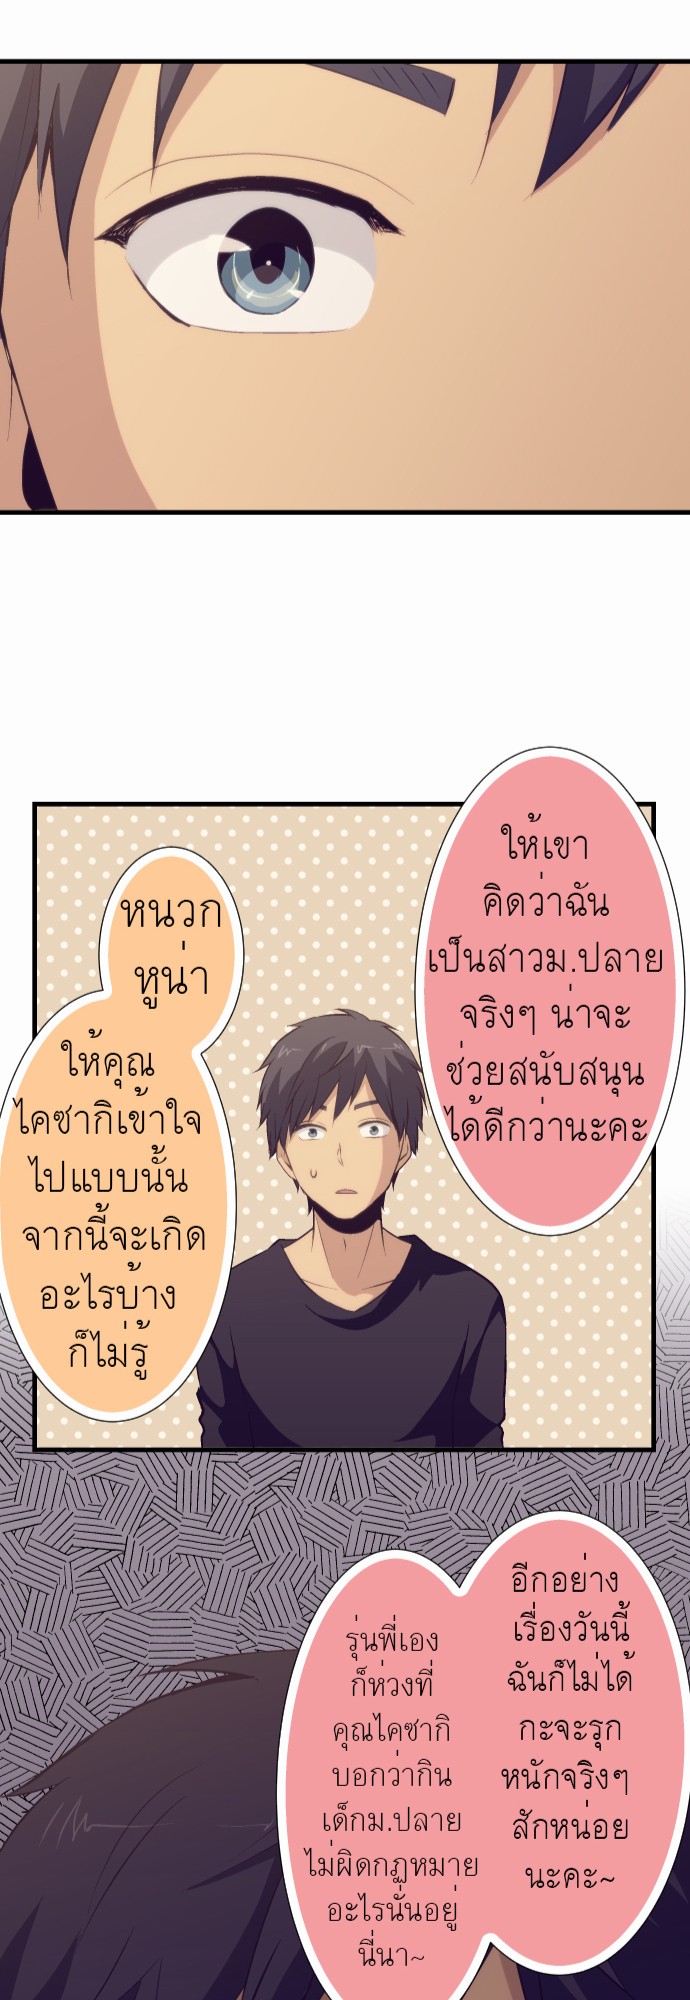 ให้เขา
คิดว่าฉัน
เป็นสาวม.ปลาย
จริงๆ น่าจะ
ช่วยสนับสนุน
ได้ดีกว่านะคะ
หนวก
หูน่า
ให้คุณ
ไคซากิเข้าใจ
ไปแบบนั้น
จากนี้จะเกิด
อะไรบ้าง
ก็ไม่รู้
อีกอย่าง
เรื่องวันนี้
ฉันก็ไม่ได้
กะจะรุก
หนักจริงๆ
สักหน่อย
นะคะ~
รุ่นพี่เอง
ก็ห่วงที่
คุณไคซากิ
บอกว่ากิน
เด็กม.ปลาย
ไม่ผิดกฏหมาย
อะไรนั่นอยู่
นี่นา~